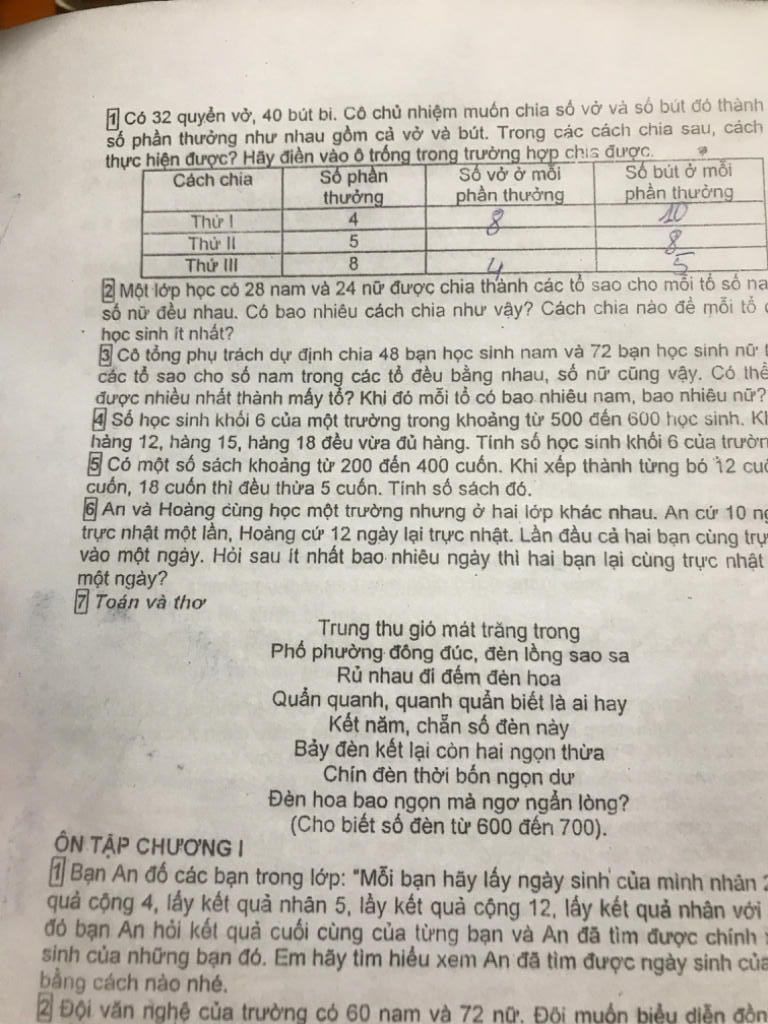 1 Có 32 quyển vở, 40 bút bi. Cô chủ nhiệm muốn chia số vở và số bút đó thành
số phần thưởng như nhau gồm cả vở và bút. Trong các cách chia sau, cách
thực hiện được? Hãy điền vào ô trống trong trường hợp chia được.
Cách chia Số phần thưởng Số vở ở mỗi phần thưởng Số bút ở mỗi phần thưởng
Thứ I 4 8 10
Thứ II 5 8
Thứ III 8 4 5
2 Một lớp học có 28 nam và 24 nữ được chia thành các tổ sao cho mỗi tổ số
số nữ đều nhau. Có bao nhiêu cách chia như vậy? Cách chia nào để mỗi tổ
học sinh ít nhất?
3 Cô tổng phụ trách dự định chia 48 bạn học sinh nam và 72 bạn học sinh nữ
các tổ sao cho số nam trong các tổ đều bằng nhau, số nữ cũng vậy. Có thể
được nhiều nhất thành mấy tổ? Khi đó mỗi tổ có bao nhiêu nam, bao nhiêu nữ?
4 Số học sinh khối 6 của một trường trong khoảng từ 500 đến 600 học sinh.
hàng 12, hàng 15, hàng 18 đều vừa đủ hàng. Tính số học sinh khối 6 của
5 Có một số sách khoảng từ 200 đến 400 cuốn. Khi xếp thành từng bó 12
cuốn, 18 cuốn thì đều thừa 5 cuốn. Tính số sách đó.
6 An và Hoàng cùng học một trường nhưng ở hai lớp khác nhau. An cứ 10
trực nhật một lần, Hoàng cứ 12 ngày lại trực nhật. Lần đầu cả hai bạn cùng
vào một ngày. Hỏi sau ít nhất bao nhiêu ngày thì hai bạn lại cùng trực nhật
một ngày?
7 Toán và thơ
Trung thu gió mát trăng trong
Phố phường đông đúc, đèn lồng sao sa
Rủ nhau đi đếm đèn hoa
Quẩn quanh, quanh quẩn biết là ai hay
Kết năm, chẵn số đèn này
Bảy đèn kết lại còn hai ngọn thừa
Chín đèn thời bốn ngọn dư
Đèn hoa bao ngọn mà ngơ ngẩn lòng?
(Cho biết số đèn từ 600 đến 700).
ÔN TẬP CHƯƠNG I
1 Bạn An đố các bạn trong lớp: "Mỗi bạn hãy lấy ngày sinh của mình nhân
quả cộng 4, lấy kết quả nhân 5, lấy kết quả cộng 12, lấy kết quả nhân với
đó bạn An hỏi kết quả cuối cùng của từng bạn và An đã tìm được chính
sinh của những bạn đó. Em hãy tìm hiểu xem An đã tìm được ngày sinh của
bằng cách nào nhé.
2 Đội văn nghệ của trường có 60 nam và 72 nữ. Đội muốn biểu diễn